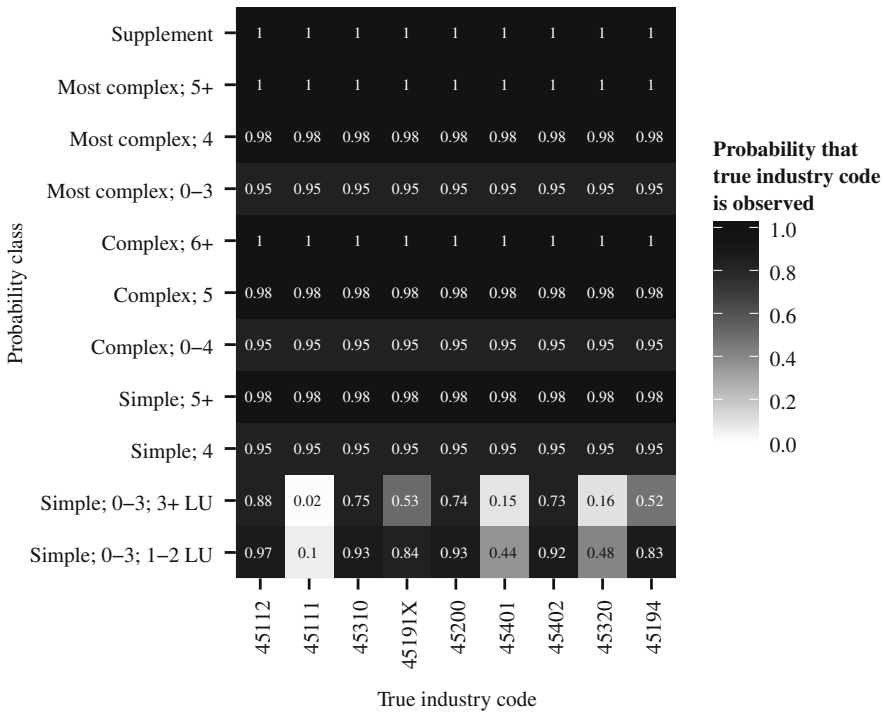 Supplement 1 1 1 1 1 1 1 1 1
Most complex; 5+ 1 1 1 1 1 1 1 1 1
Most complex; 4 0.98 0.98 0.98 0.98 0.98 0.98 0.98 0.98 0.98
Most complex; 0−3 0.95 0.95 0.95 0.95 0.95 0.95 0.95 0.95 0.95
Complex; 6+ 1 1 1 1 1 1 1 1 1
Complex; 5 0.98 0.98 0.98 0.98 0.98 0.98 0.98 0.98 0.98
Complex; 0−4 0.95 0.95 0.95 0.95 0.95 0.95 0.95 0.95 0.95
Simple; 5+ 0.98 0.98 0.98 0.98 0.98 0.98 0.98 0.98 0.98
Simple; 4 0.95 0.95 0.95 0.95 0.95 0.95 0.95 0.95 0.95
Simple; 0−3; 3+ LU 0.88 0.02 0.75 0.53 0.74 0.15 0.73 0.16 0.52
Simple; 0−3; 1−2 LU 0.97 0.1 0.93 0.84 0.93 0.44 0.92 0.48 0.83
45112 45111 45310 45191X 45200 45401 45402 45320 45194
True industry code
Probability class
Probability that
true industry code
is observed
1.0
0.8
0.6
0.4
0.2
0.0